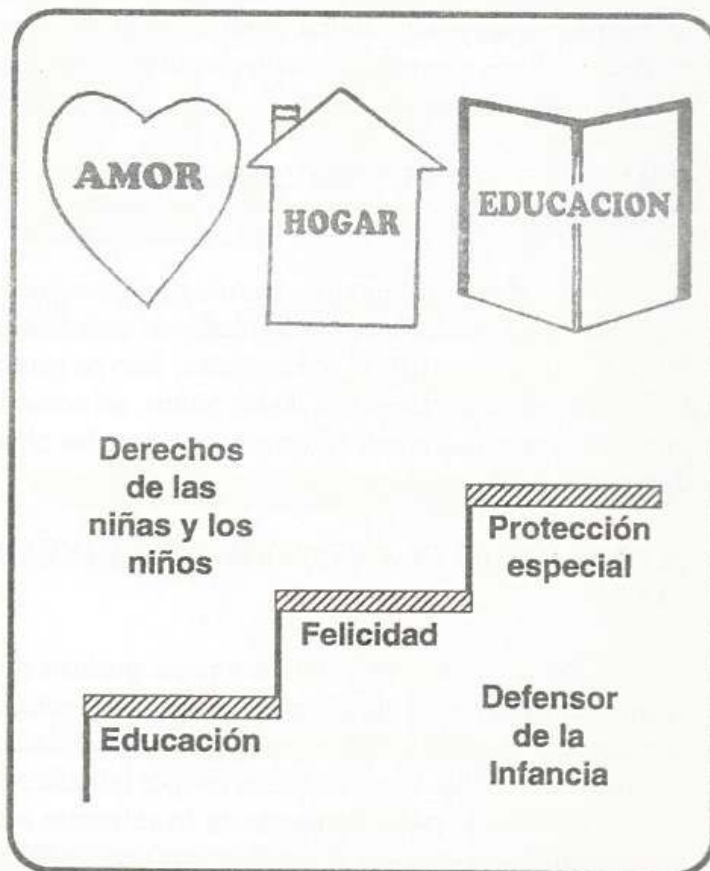 AMOR
HOGAR
EDUCACION
Derechos
de las
niñas y los
niños
Protección
especial
Felicidad
Educación
Defensor
de la
Infancia